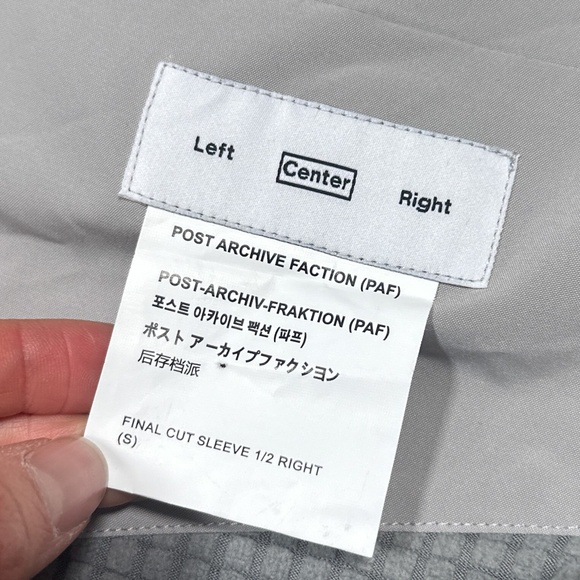 Left Center Right
POST ARCHIVE FACTION (PAF)
POST-ARCHIV-FRAKTION (PAF)
포스트 아카이브 팩션 (파프)
ポスト アーカイブファクション
后存档派
FINAL CUT SLEEVE 1/2 RIGHT
(S)